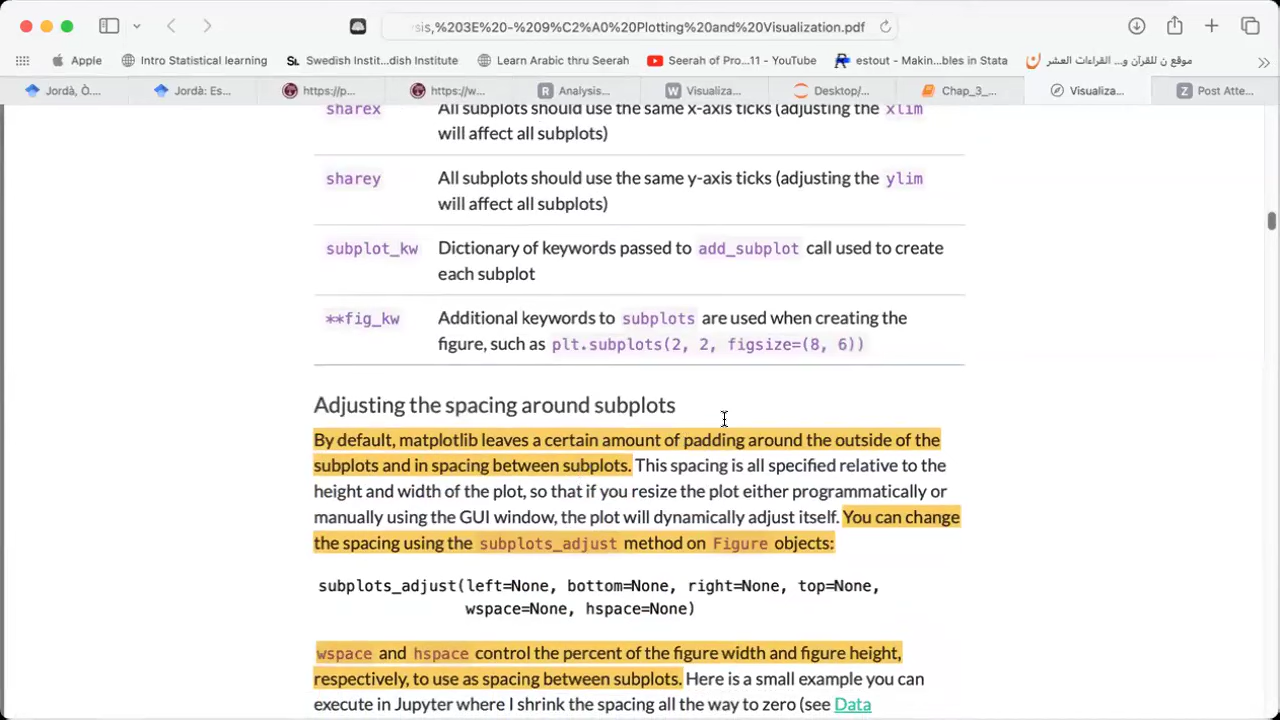 sis,%203E%20-%209%C2%A0%20Plotting%20and%20Visualization.pdf
Apple
Intro Statistical learning
SL Swedish Instit...dish Institute
Learn Arabic thru Seerah
Seerah of Pro...11 - YouTube
estout - Makin...bles in Stata
موقع ن للقرآن و... القراءات العشر
Jordà, Ò....
Jordà: Es...
https://p...
https://w...
R Analysis...
W Visualiza...
Desktop/...
Chap_3_...
Visualiza...
Z Post Atte...
sharex All subplots should use the same x-axis ticks (adjusting the xlim
will affect all subplots)
sharey All subplots should use the same y-axis ticks (adjusting the ylim
will affect all subplots)
subplot_kw Dictionary of keywords passed to add_subplot call used to create
each subplot
**fig_kw Additional keywords to subplots are used when creating the
figure, such as plt.subplots(2, 2, figsize=(8, 6))
Adjusting the spacing around subplots
By default, matplotlib leaves a certain amount of padding around the outside of the
subplots and in spacing between subplots. This spacing is all specified relative to the
height and width of the plot, so that if you resize the plot either programmatically or
manually using the GUI window, the plot will dynamically adjust itself. You can change
the spacing using the subplots_adjust method on Figure objects:
subplots_adjust(left=None, bottom=None, right=None, top=None,
wspace=None, hspace=None)
wspace and hspace control the percent of the figure width and figure height,
respectively, to use as spacing between subplots. Here is a small example you can
execute in Jupyter where I shrink the spacing all the way to zero (see Data